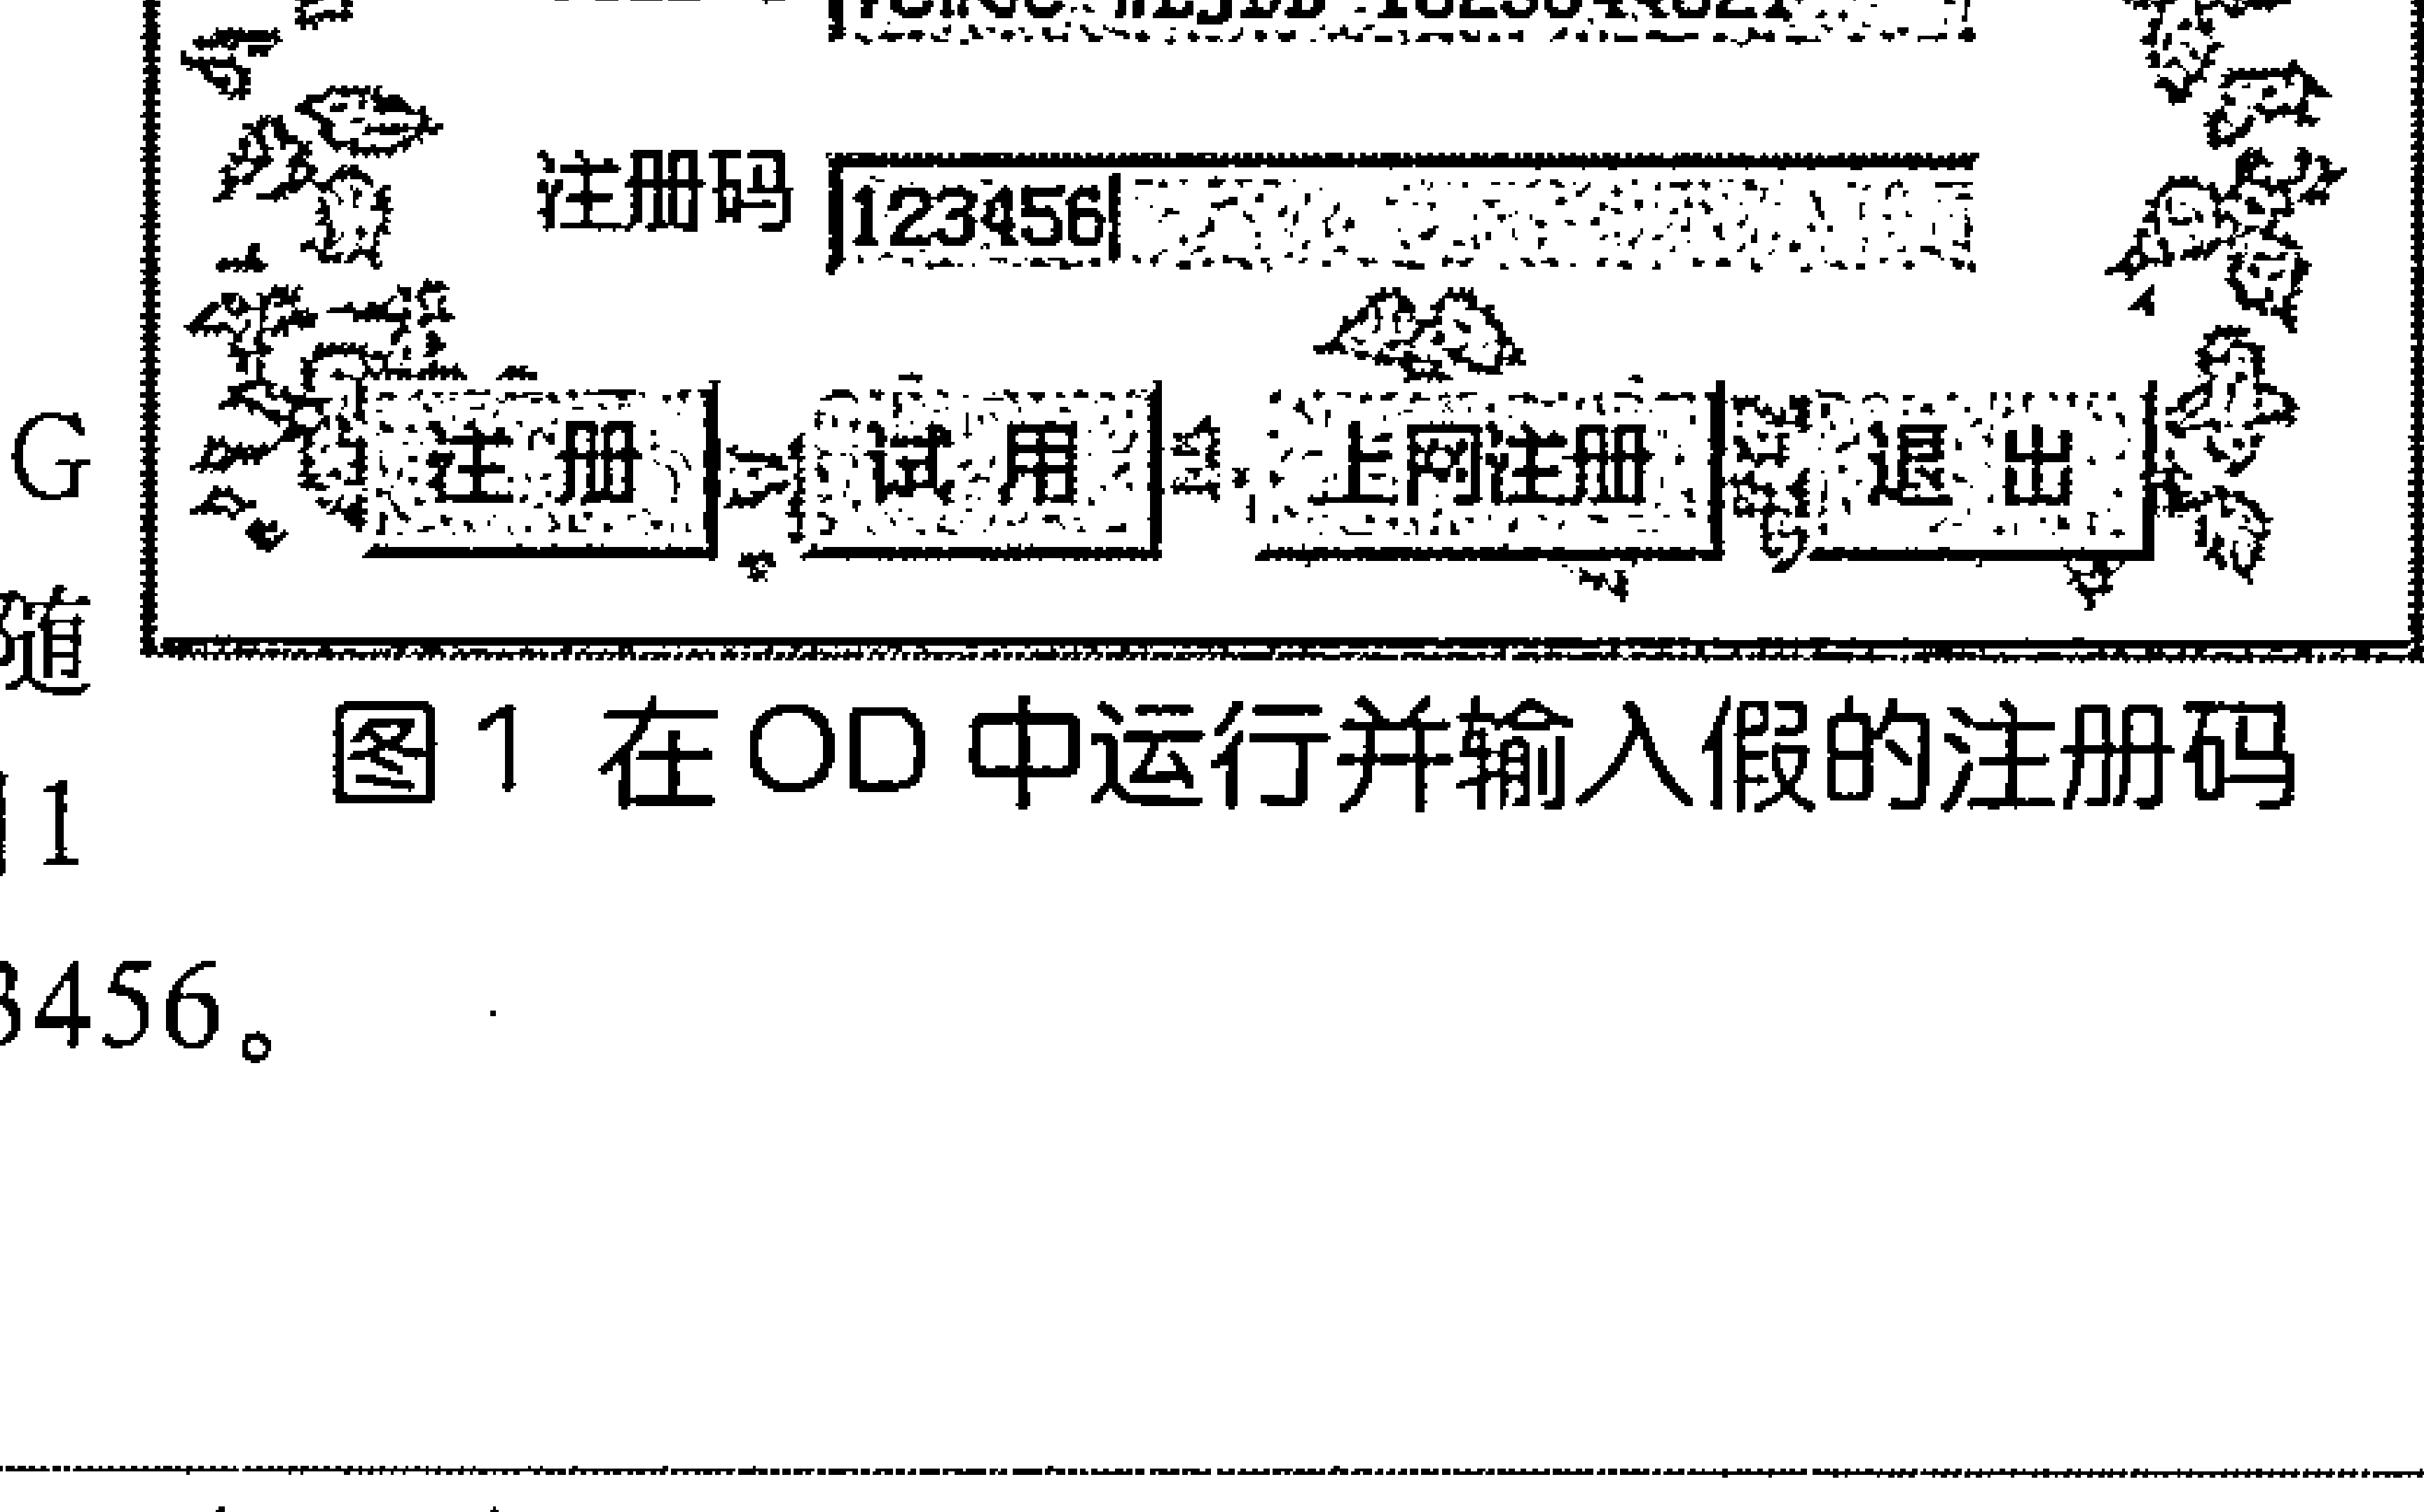 注册码 123456
注 册 试 用 上网注册 退 出
G
随
图 1 在 OD 中运行并输入假的注册码
1
3456。